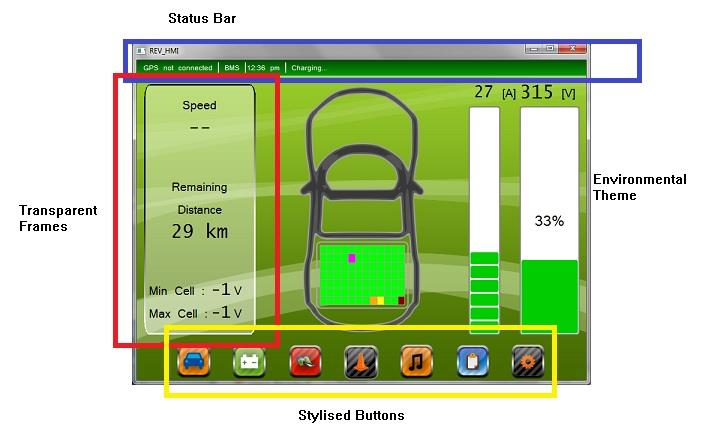 Status Bar
REV_HMI
GPS not connected | BMS | 12:36 pm | Charging...
Speed
--
27 [A] 315 [V]
Remaining
Distance
29 km
Environmental
Theme
Transparent
Frames
33%
Min Cell : -1 V
Max Cell : -1 V
Stylised Buttons